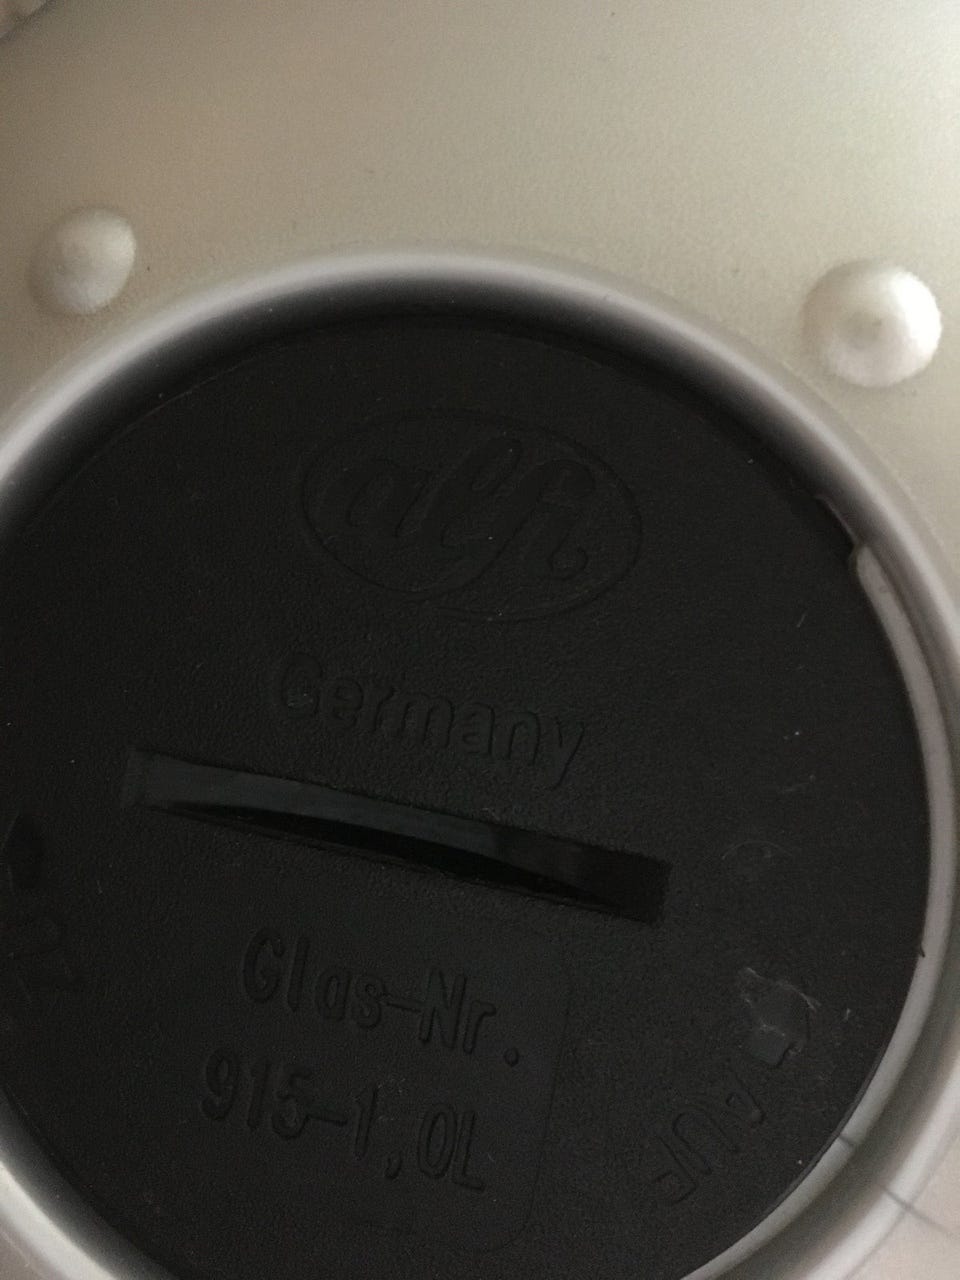 alfi
Germany
Glas-Nr.
915-1,0L
AUF